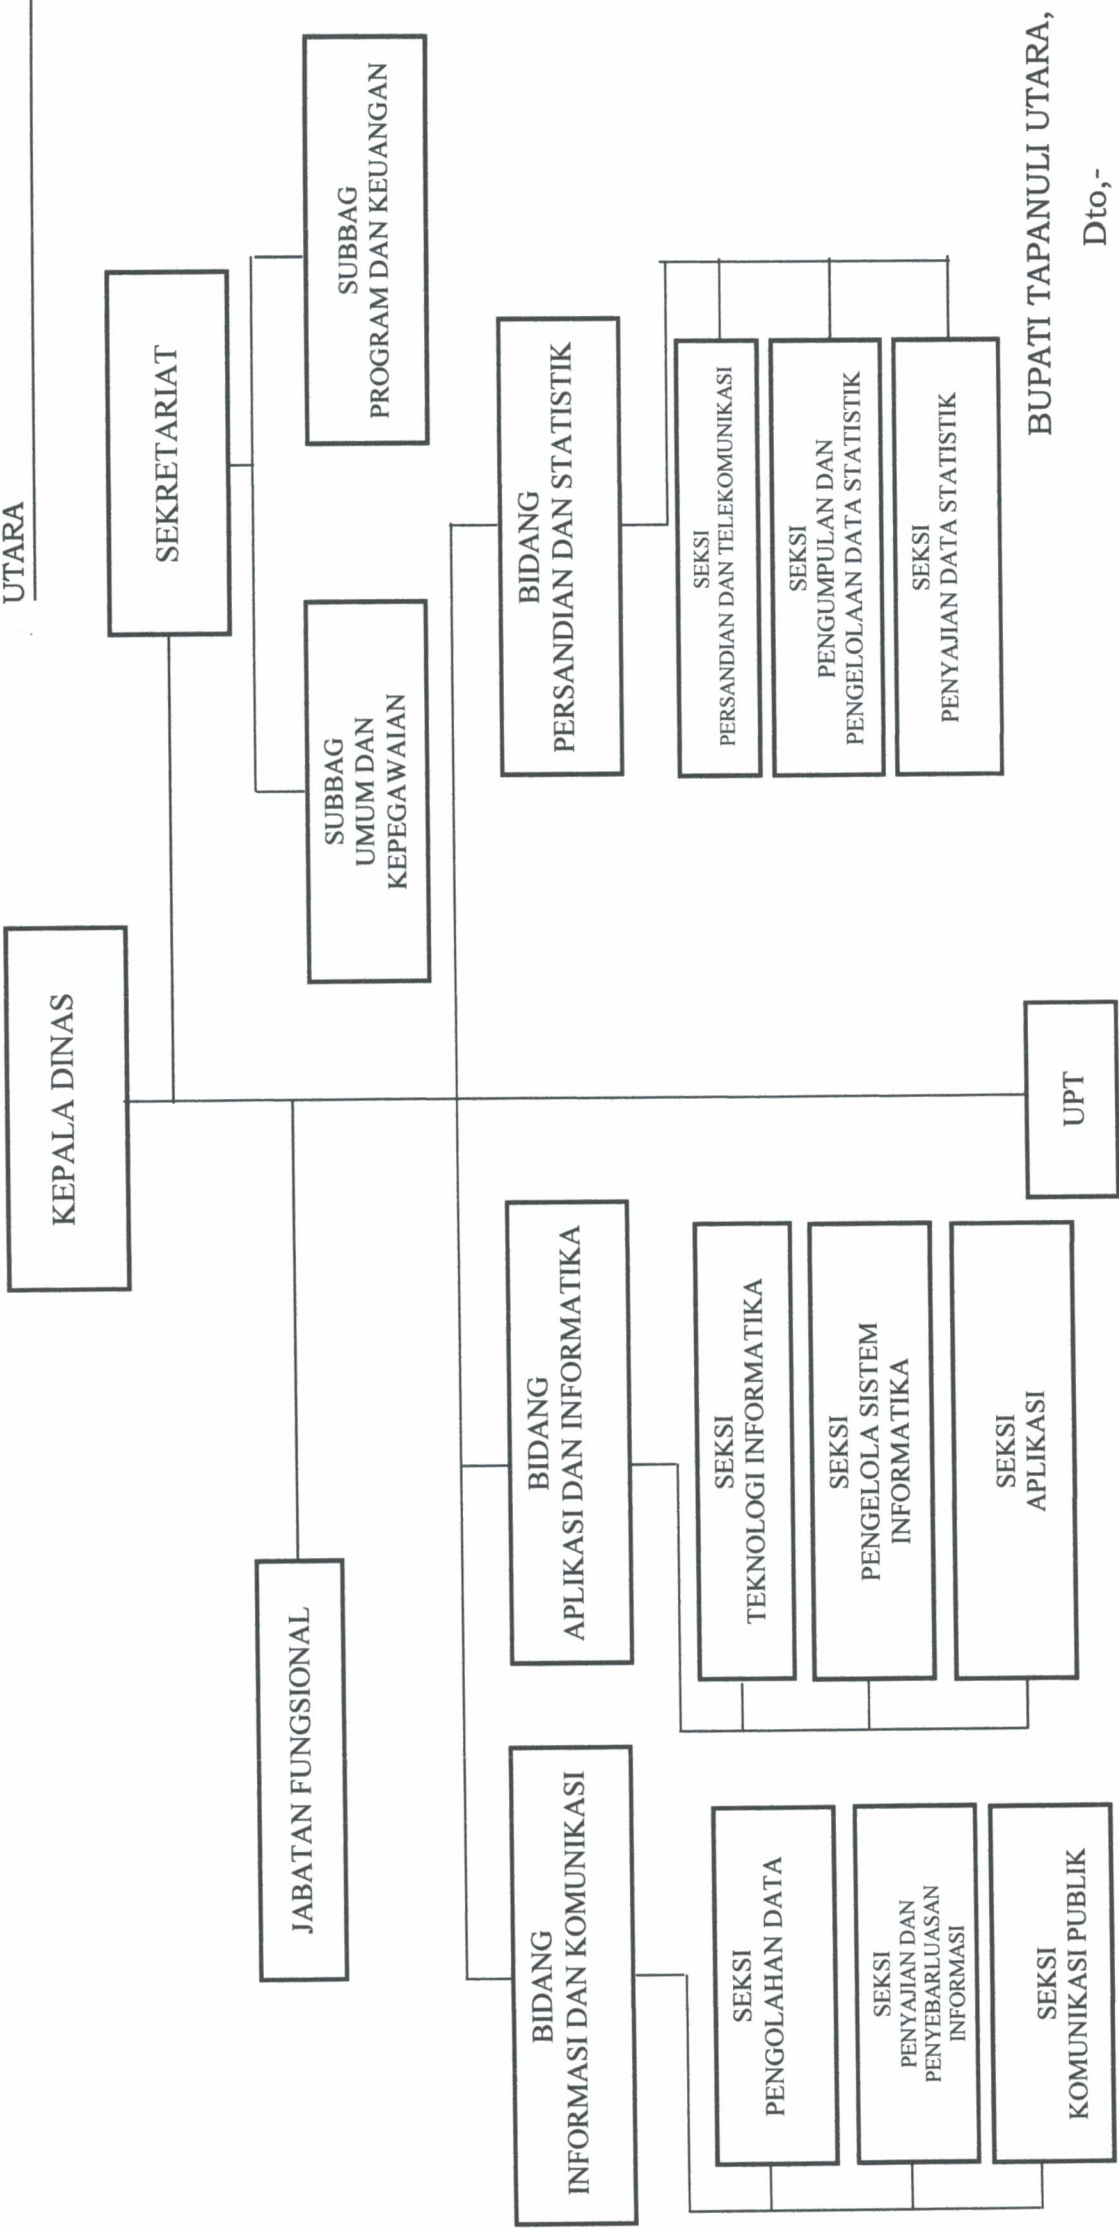 UTARA
KEPALA DINAS
SEKRETARIAT
JABATAN FUNGSIONAL
SUBBAG
UMUM DAN
KEPEGAWAIAN
SUBBAG
PROGRAM DAN KEUANGAN
BIDANG
INFORMASI DAN KOMUNIKASI
BIDANG
APLIKASI DAN INFORMATIKA
BIDANG
PERSANDIAN DAN STATISTIK
SEKSI
PENGOLAHAN DATA
SEKSI
PENYAJIAN DAN
PENYEBARLUASAN
INFORMASI
SEKSI
KOMUNIKASI PUBLIK
SEKSI
TEKNOLOGI INFORMATIKA
SEKSI
PENGELOLA SISTEM
INFORMATIKA
SEKSI
APLIKASI
SEKSI
PERSANDIAN DAN TELEKOMUNIKASI
SEKSI
PENGUMPULAN DAN
PENGELOLAAN DATA STATISTIK
SEKSI
PENYAJIAN DATA STATISTIK
UPT
BUPATI TAPANULI UTARA,
Dto,-